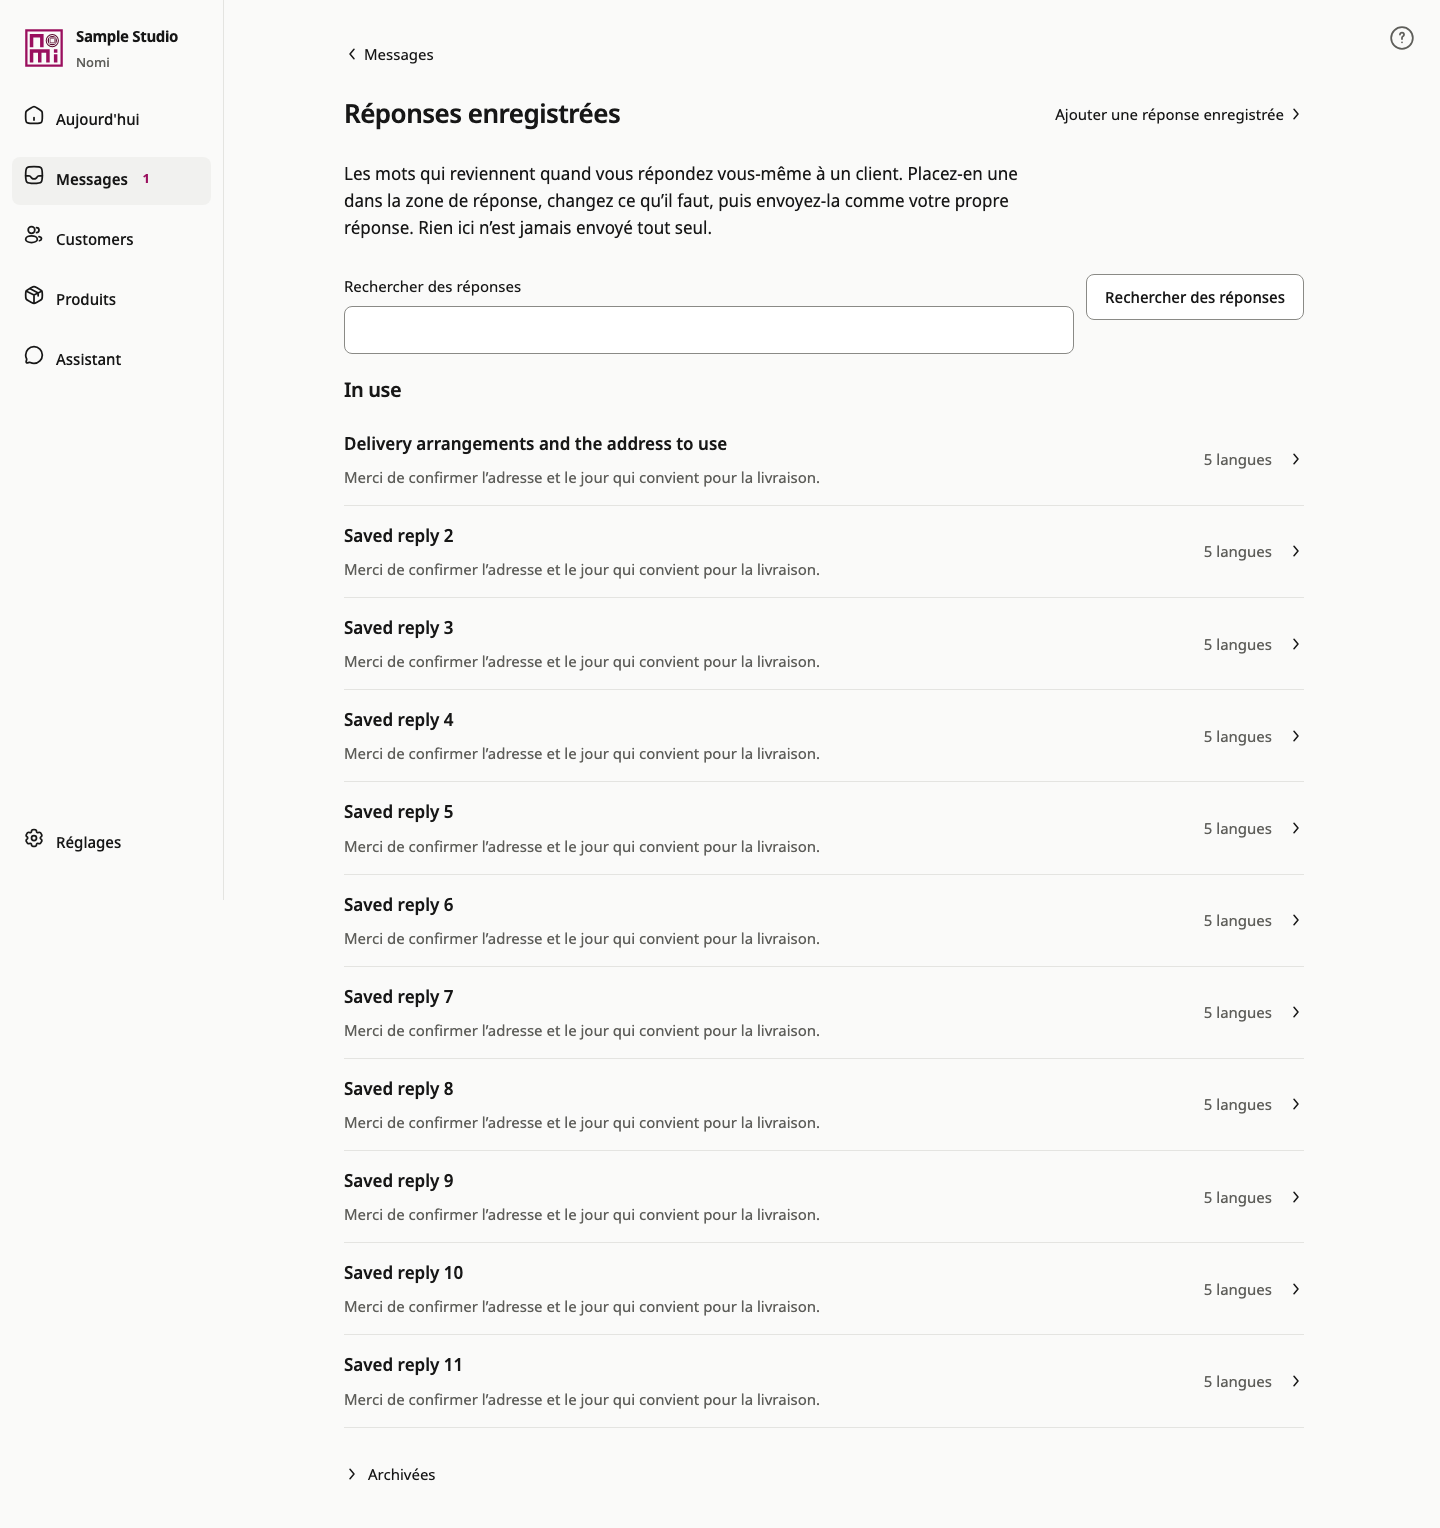 Sample Studio
Nomi
Aujourd'hui
Messages 1
Customers
Produits
Assistant
Réglages
Messages
Réponses enregistrées
Ajouter une réponse enregistrée
Les mots qui reviennent quand vous répondez vous-même à un client. Placez-en une
dans la zone de réponse, changez ce qu’il faut, puis envoyez-la comme votre propre
réponse. Rien ici n’est jamais envoyé tout seul.
Rechercher des réponses
Rechercher des réponses
In use
Delivery arrangements and the address to use
Merci de confirmer l’adresse et le jour qui convient pour la livraison.
5 langues
Saved reply 2
Merci de confirmer l’adresse et le jour qui convient pour la livraison.
5 langues
Saved reply 3
Merci de confirmer l’adresse et le jour qui convient pour la livraison.
5 langues
Saved reply 4
Merci de confirmer l’adresse et le jour qui convient pour la livraison.
5 langues
Saved reply 5
Merci de confirmer l’adresse et le jour qui convient pour la livraison.
5 langues
Saved reply 6
Merci de confirmer l’adresse et le jour qui convient pour la livraison.
5 langues
Saved reply 7
Merci de confirmer l’adresse et le jour qui convient pour la livraison.
5 langues
Saved reply 8
Merci de confirmer l’adresse et le jour qui convient pour la livraison.
5 langues
Saved reply 9
Merci de confirmer l’adresse et le jour qui convient pour la livraison.
5 langues
Saved reply 10
Merci de confirmer l’adresse et le jour qui convient pour la livraison.
5 langues
Saved reply 11
Merci de confirmer l’adresse et le jour qui convient pour la livraison.
5 langues
Archivées